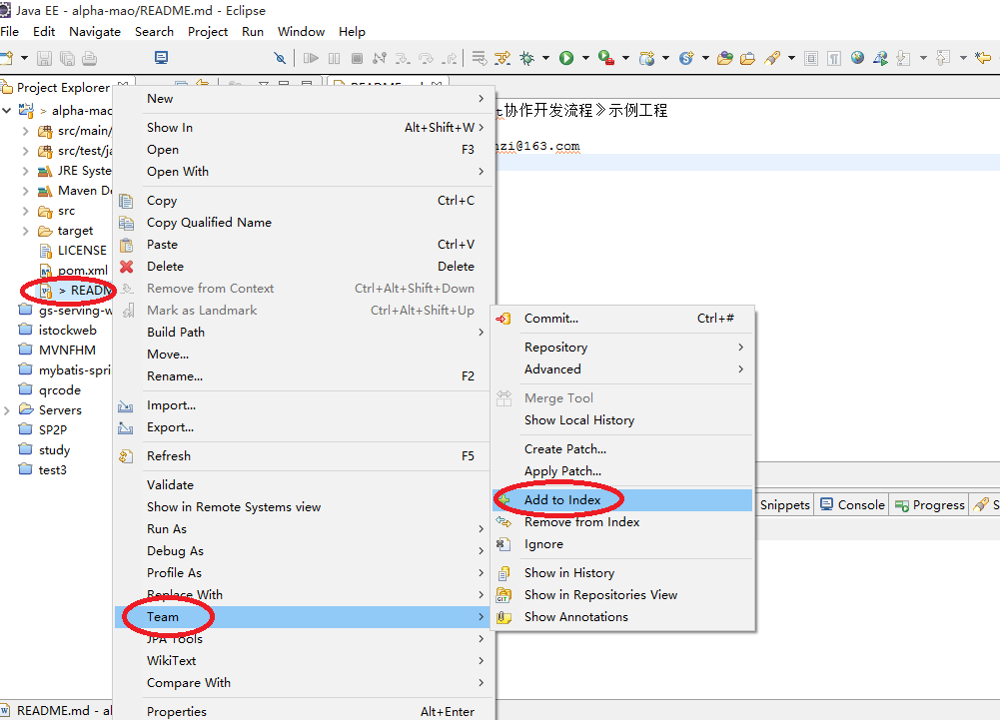 Java EE - alpha-mao/README.md - Eclipse
File Edit Navigate Search Project Run Window Help
Project Explorer
> alpha-mao
src/main/
src/test/ja
JRE Syste
Maven De
src
target
LICENSE
pom.xml
> READM
gs-serving-w
istockweb
MVNFHM
mybatis-spri
qrcode
Servers
SP2P
study
test3
协作开发流程》示例工程
nzi@163.com
New
Show In Alt+Shift+W
Open F3
Open With
Copy Ctrl+C
Copy Qualified Name
Paste Ctrl+V
Delete Delete
Remove from Context Ctrl+Alt+Shift+Down
Mark as Landmark Ctrl+Alt+Shift+Up
Build Path
Move...
Rename... F2
Import...
Export...
Refresh F5
Validate
Show in Remote Systems view
Run As
Debug As
Profile As
Replace With
Team
JPA Tools
WikiText
Compare With
Properties Alt+Enter
Commit... Ctrl+#
Repository
Advanced
Merge Tool
Show Local History
Create Patch...
Apply Patch...
Add to Index
Remove from Index
Ignore
Show in History
Show in Repositories View
Show Annotations
Snippets Console Progress S
README.md - al